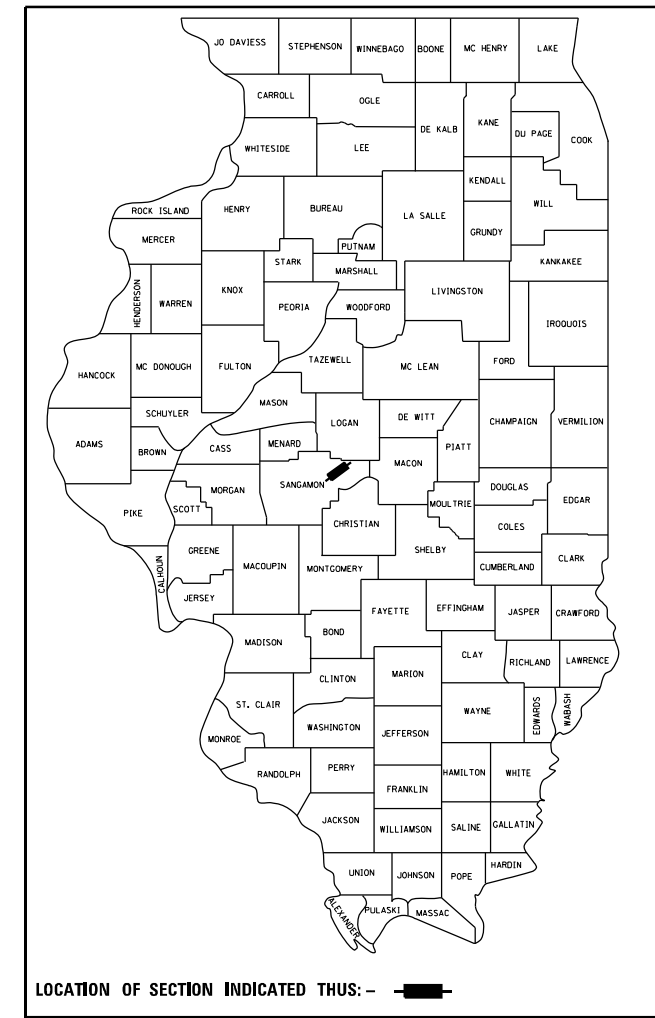 JO DAVIESS STEPHENSON WINNEBAGO BOONE MC HENRY LAKE
CARROLL OGLE DE KALB KANE DU PAGE COOK
WHITESIDE LEE KENDALL WILL
ROCK ISLAND HENRY BUREAU LA SALLE GRUNDY
MERCER PUTNAM KANKAKEE
HENDERSON WARREN KNOX STARK MARSHALL LIVINGSTON IROQUOIS
PEORIA WOODFORD
HANCOCK MC DONOUGH FULTON TAZEWELL MC LEAN FORD
SCHUYLER MASON LOGAN DE WITT PIATT CHAMPAIGN VERMILION
ADAMS BROWN CASS MENARD MACON
PIKE SCOTT MORGAN SANGAMON CHRISTIAN MOULTRIE DOUGLAS EDGAR
COLES
CALHOUN GREENE MACOUPIN MONTGOMERY SHELBY CUMBERLAND CLARK
JERSEY FAYETTE EFFINGHAM JASPER CRAWFORD
MADISON BOND CLAY RICHLAND LAWRENCE
CLINTON MARION
ST. CLAIR WASHINGTON WAYNE EDWARDS WABASH
MONROE JEFFERSON
RANDOLPH PERRY FRANKLIN HAMILTON WHITE
JACKSON WILLIAMSON SALINE GALLATIN
UNION JOHNSON POPE HARDIN
ALEXANDER PULASKI MASSAC
LOCATION OF SECTION INDICATED THUS: -